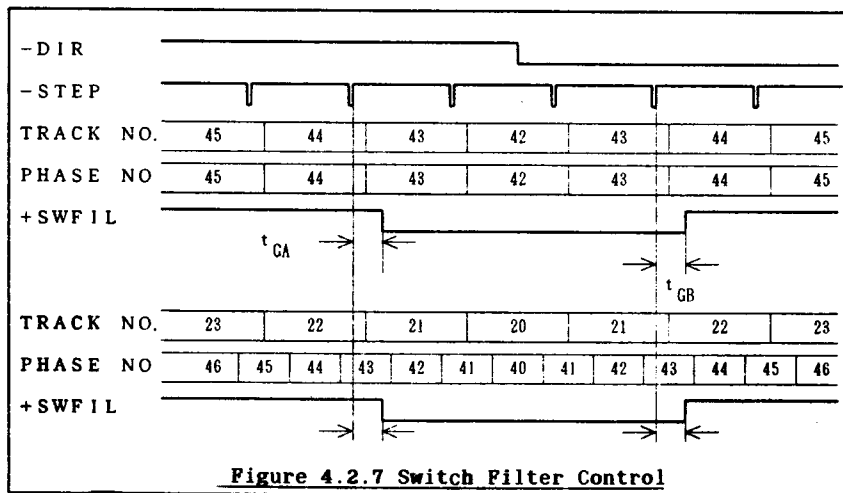 -DIR
-STEP
TRACK NO. 45 44 43 42 43 44 45
PHASE NO 45 44 43 42 43 44 45
+SWFIL
tGA
tGB
TRACK NO. 23 22 21 20 21 22 23
PHASE NO 46 45 44 43 42 41 40 41 42 43 44 45 46
+SWFIL
Figure 4.2.7 Switch Filter Control